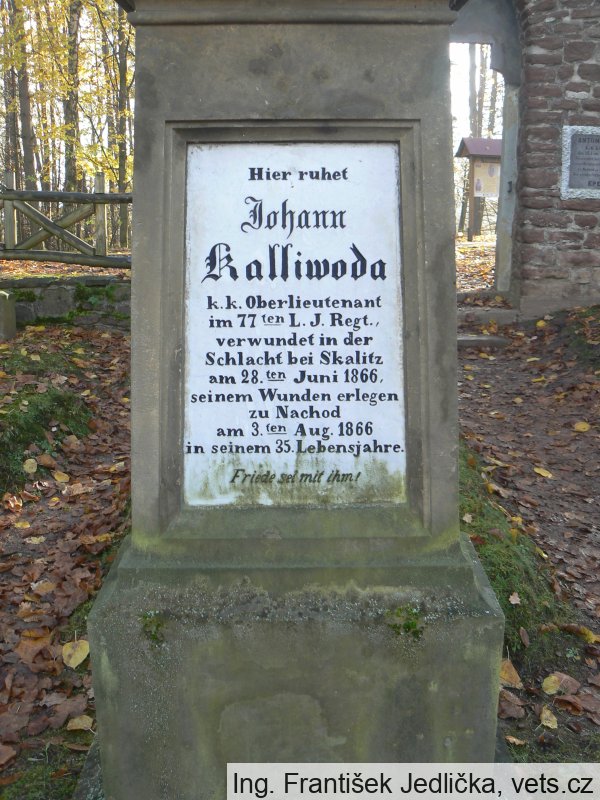 Hier ruhet
Johann
Kalliwoda
k.k. Oberlieutenant
im 77 ten L. J. Regt.,
verwundet in der
Schlacht bei Skalitz
am 28. ten Juni 1866,
seinem Wunden erlegen
zu Nachod
am 3. ten Aug. 1866
in seinem 35. Lebensjahre.
Friede sei mit ihm!
Ing. František Jedlička, vets.cz